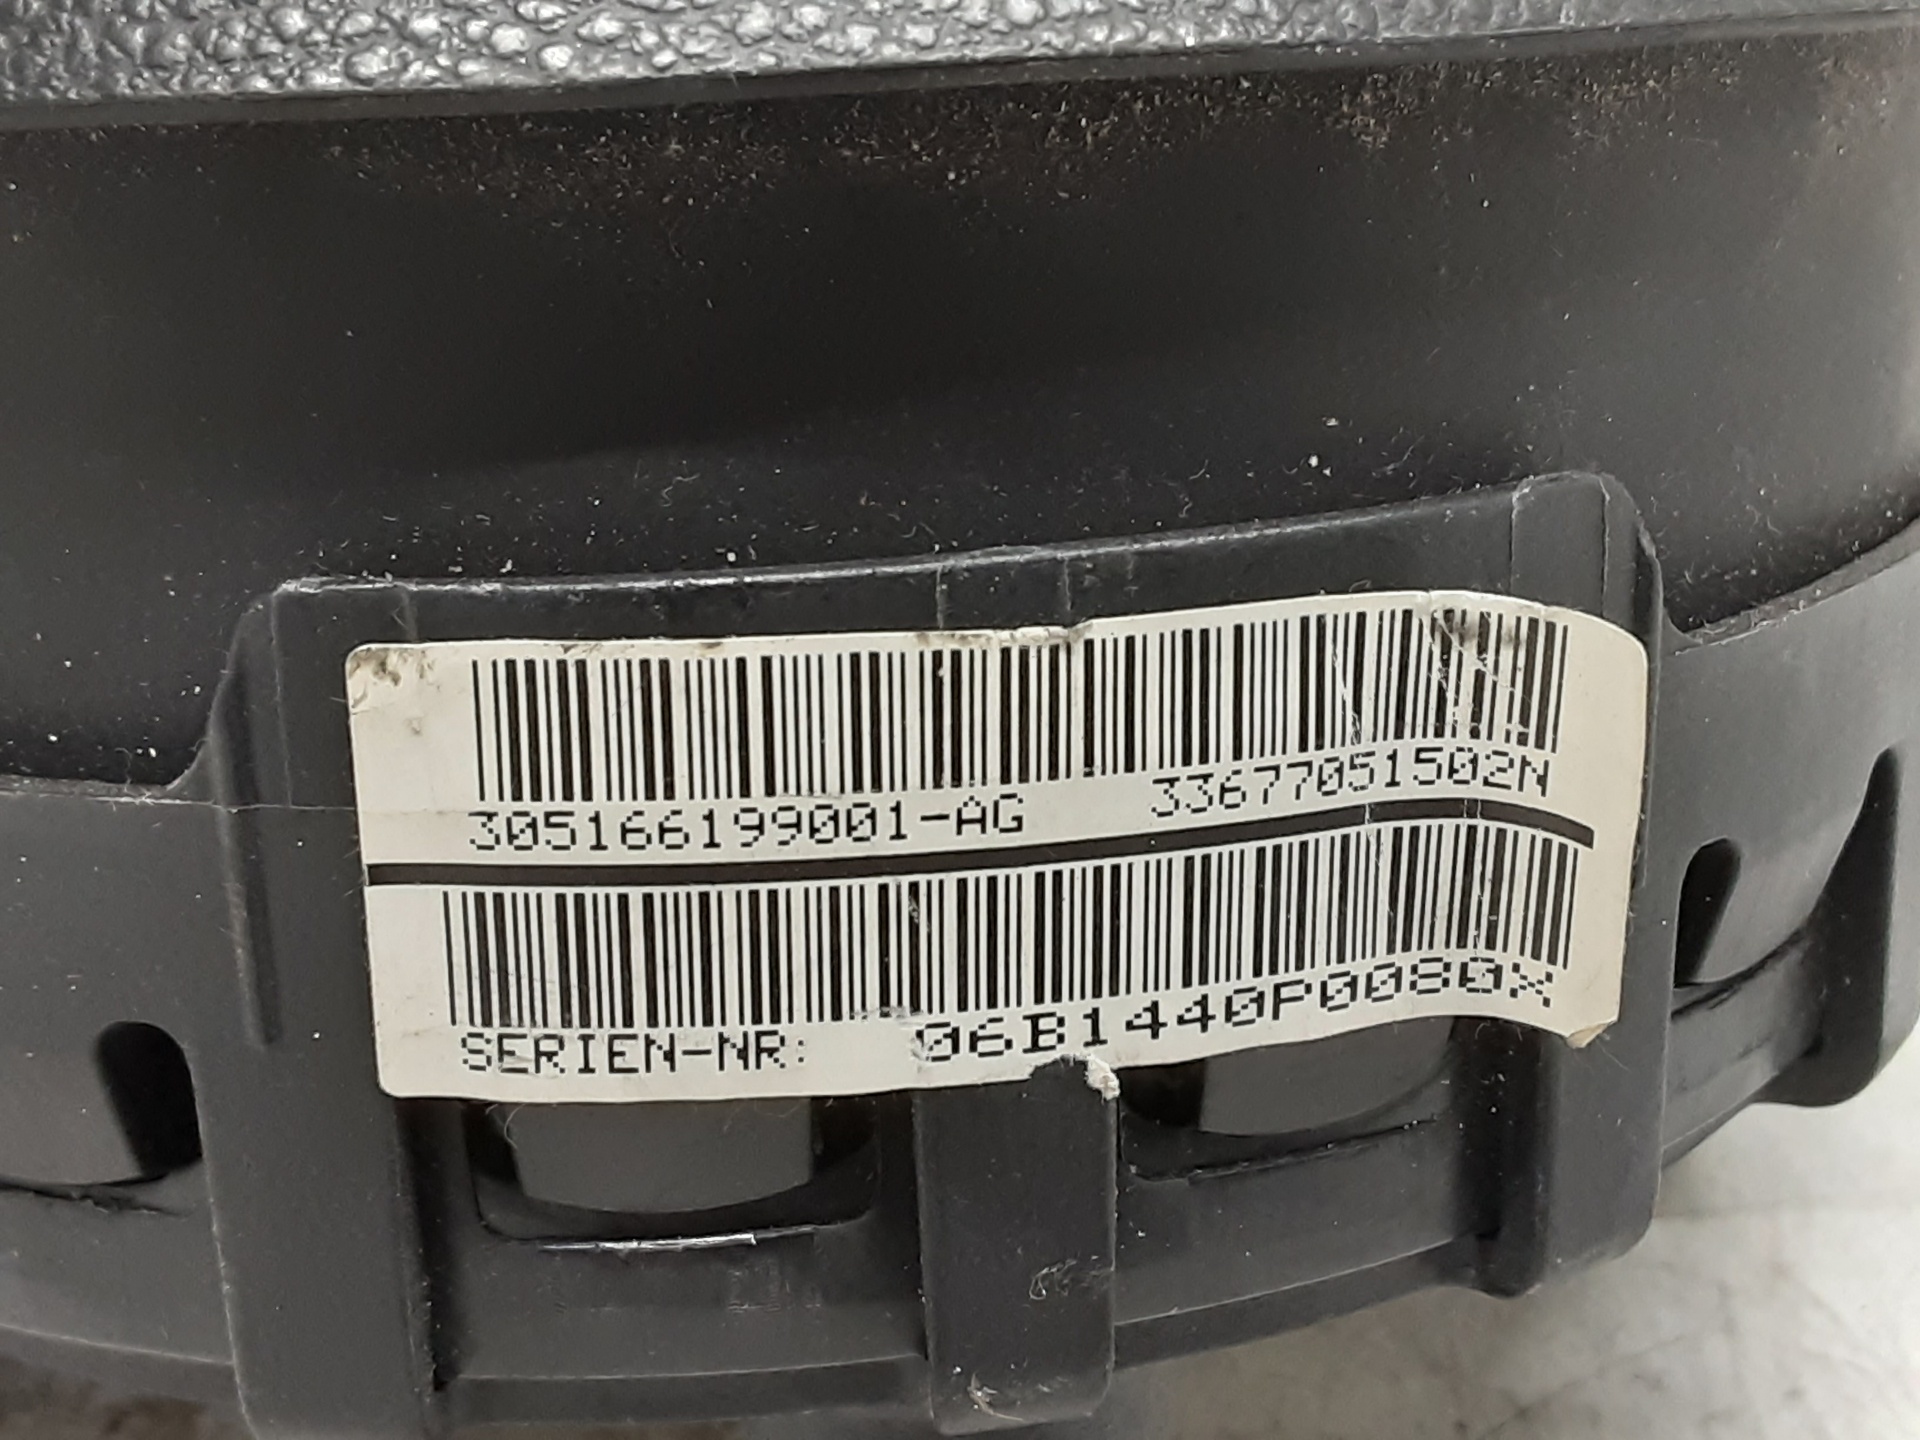 305166199001-AG 33677051502N
SERIEN-NR: 06B1440P0080X